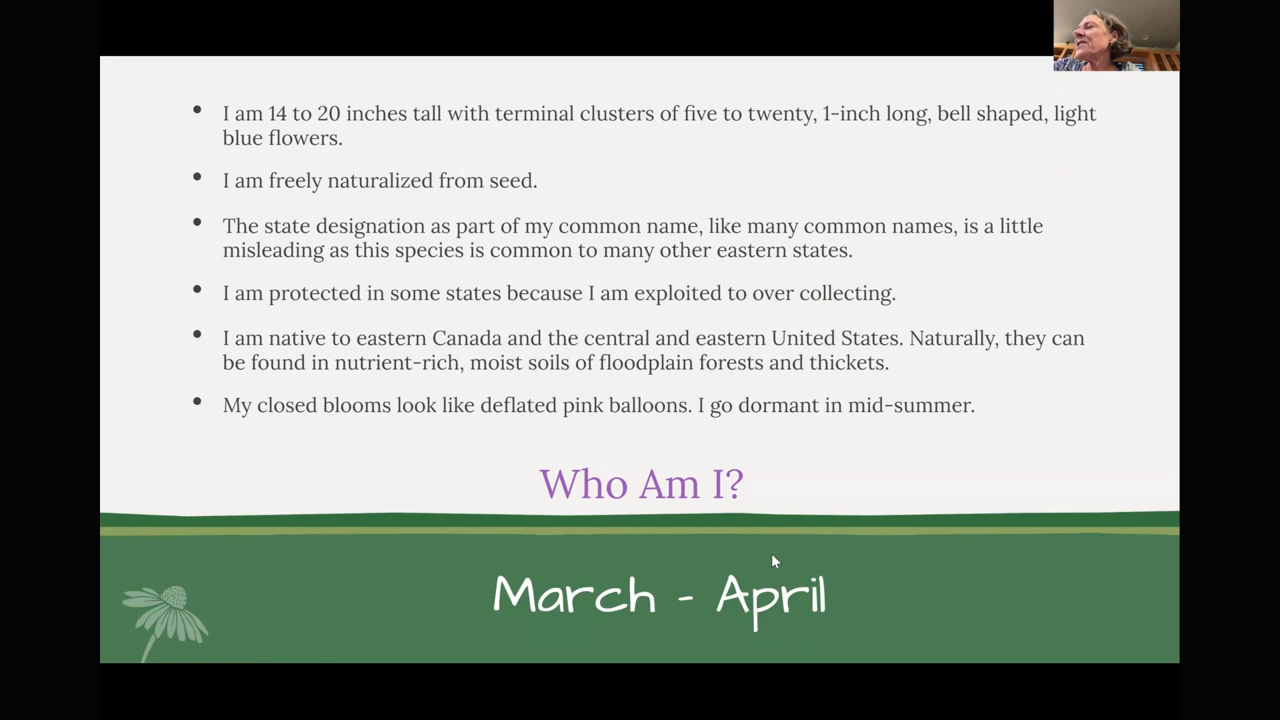 • I am 14 to 20 inches tall with terminal clusters of five to twenty, 1-inch long, bell shaped, light
blue flowers.
• I am freely naturalized from seed.
• The state designation as part of my common name, like many common names, is a little
misleading as this species is common to many other eastern states.
• I am protected in some states because I am exploited to over collecting.
• I am native to eastern Canada and the central and eastern United States. Naturally, they can
be found in nutrient-rich, moist soils of floodplain forests and thickets.
• My closed blooms look like deflated pink balloons. I go dormant in mid-summer.
Who Am I?
March - April